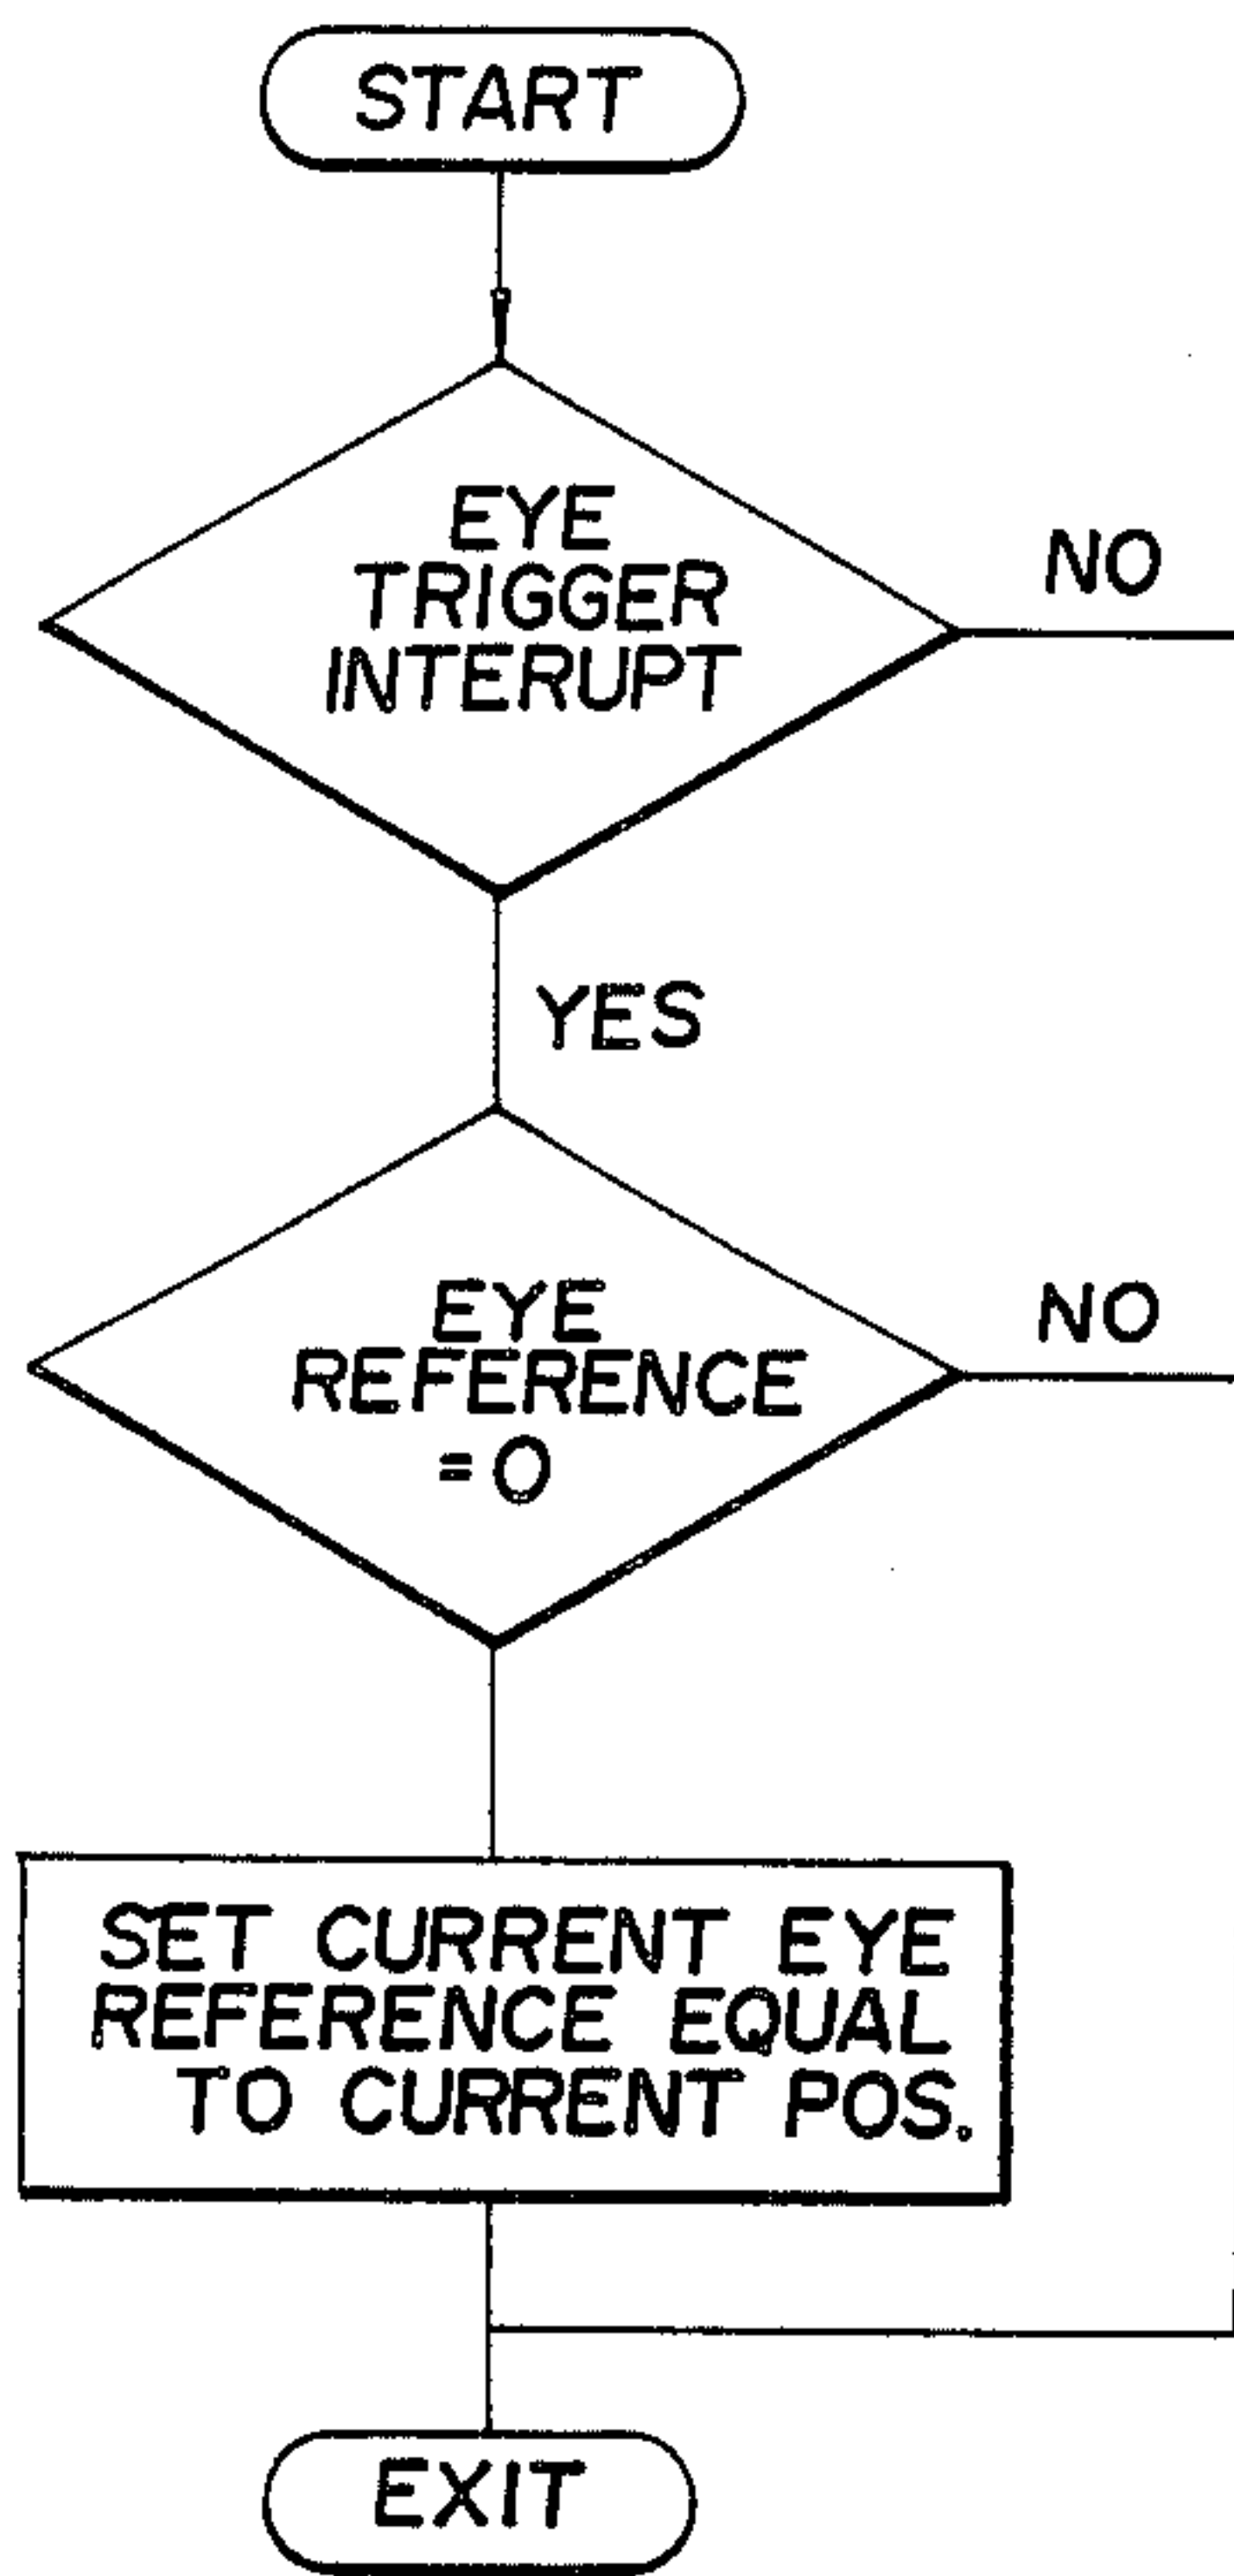 START
EYE
TRIGGER
INTERUPT
NO
YES
EYE
REFERENCE
= 0
NO
SET CURRENT EYE
REFERENCE EQUAL
TO CURRENT POS.
EXIT